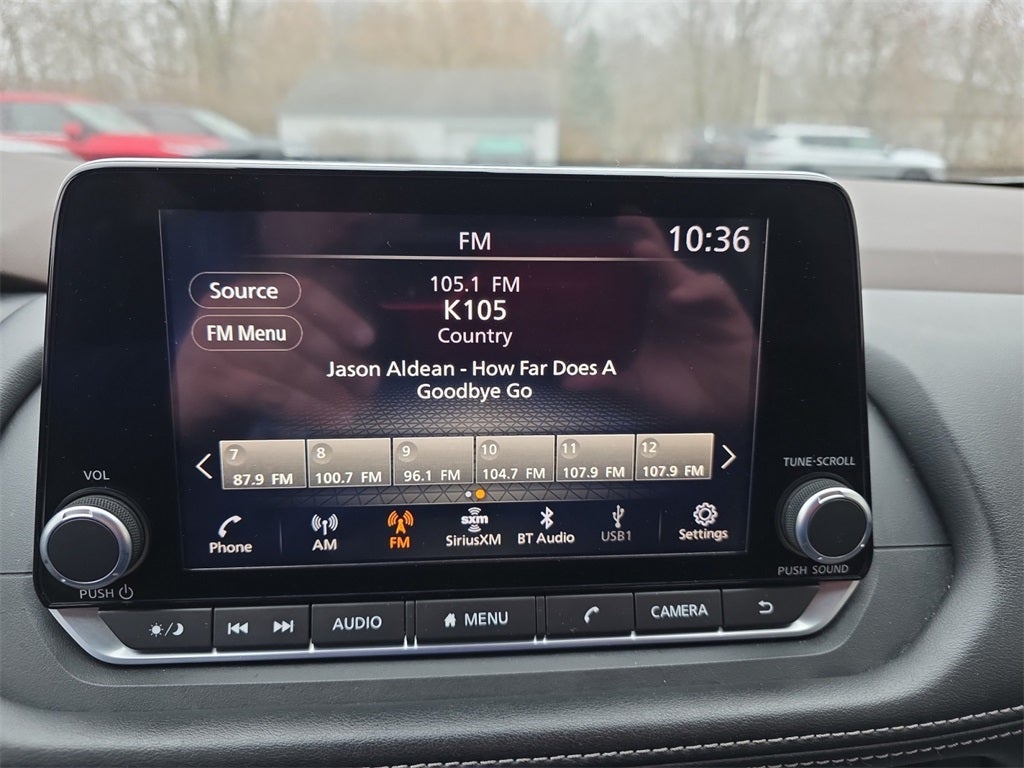 FM
10:36
Source
FM Menu
105.1 FM
K105
Country
Jason Aldean - How Far Does A
Goodbye Go
7
87.9 FM
8
100.7 FM
9
96.1 FM
10
104.7 FM
11
107.9 FM
12
107.9 FM
VOL
TUNE·SCROLL
Phone
AM
FM
sxm
SiriusXM
BT Audio
USB1
Settings
PUSH
PUSH SOUND
AUDIO
MENU
CAMERA